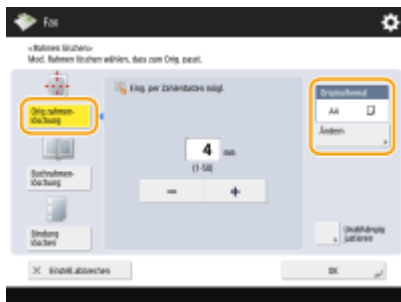 Fax
<Rahmen löschen>
Mod. Rahmen löschen wählen, dass zum Orig. passt.
Orig.rahmen-
löschung
Buchrahmen-
löschung
Bindung
löschen
Eing. per Zahlentasten mögl.
4 mm
(1-50)
−
+
Originalformat
A4
Ändern
Unabhängig
justieren
× Einstell. abbrechen
OK